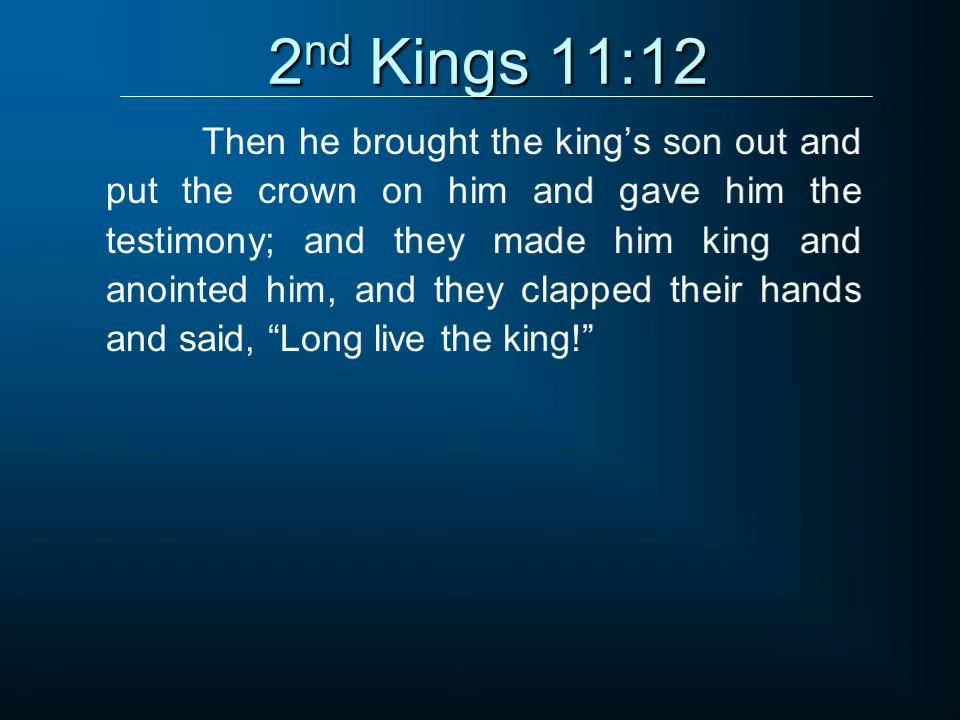 2nd Kings 11:12
Then he brought the king’s son out and
put the crown on him and gave him the
testimony; and they made him king and
anointed him, and they clapped their hands
and said, “Long live the king!”